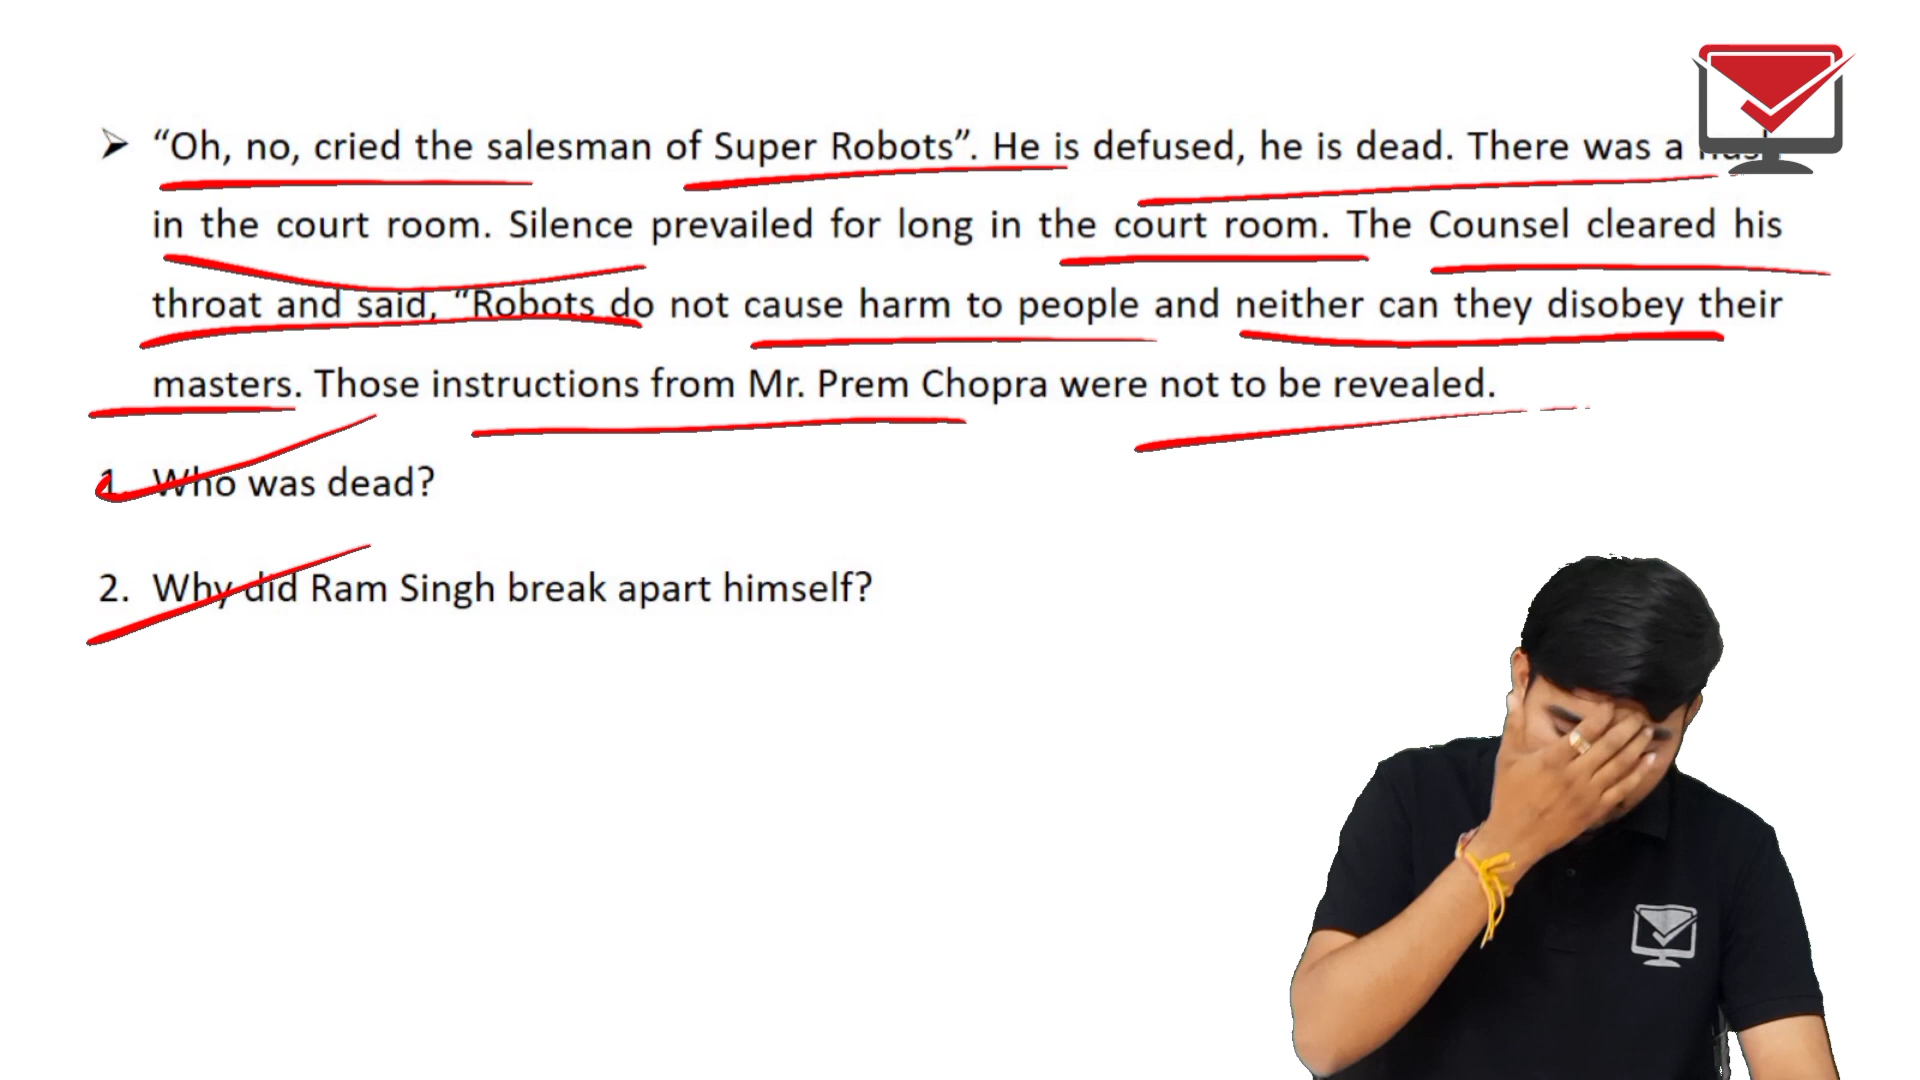 ➢ “Oh, no, cried the salesman of Super Robots”. He is defused, he is dead. There was a
in the court room. Silence prevailed for long in the court room. The Counsel cleared his
throat and said, “Robots do not cause harm to people and neither can they disobey their
masters. Those instructions from Mr. Prem Chopra were not to be revealed.
1. Who was dead?
2. Why did Ram Singh break apart himself?